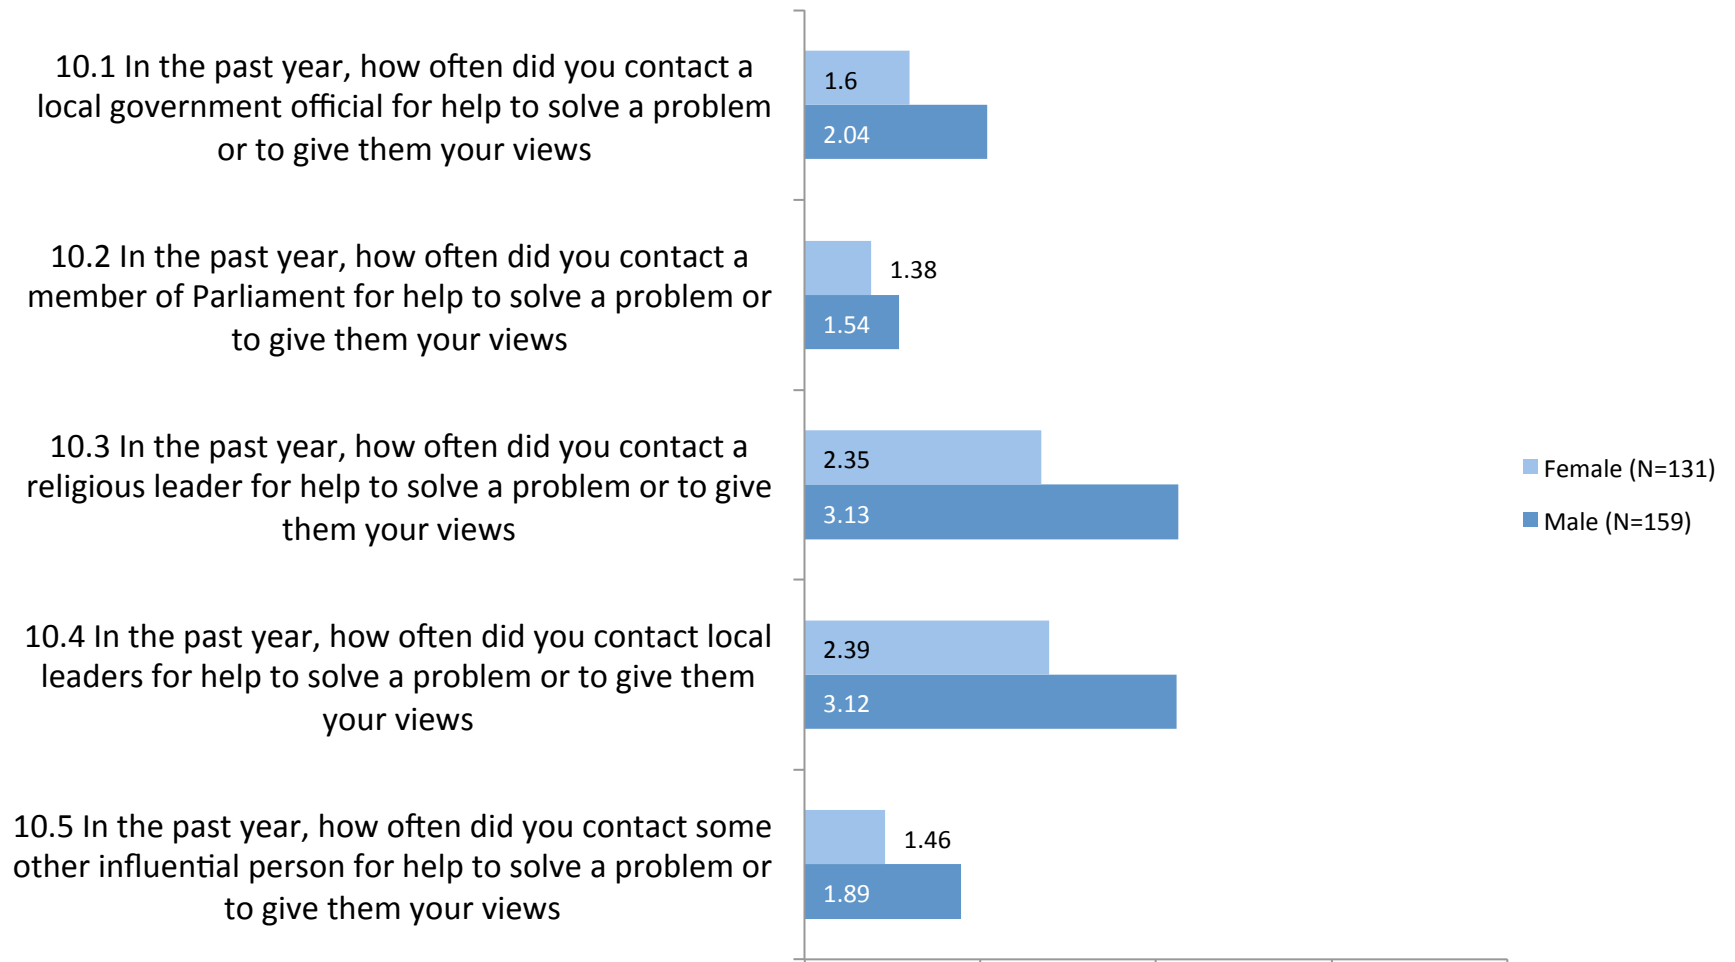 10.1 In the past year, how often did you contact a
local government official for help to solve a problem
or to give them your views
1.6
2.04
10.2 In the past year, how often did you contact a
member of Parliament for help to solve a problem or
to give them your views
1.38
1.54
10.3 In the past year, how often did you contact a
religious leader for help to solve a problem or to give
them your views
2.35
3.13
10.4 In the past year, how often did you contact local
leaders for help to solve a problem or to give them
your views
2.39
3.12
10.5 In the past year, how often did you contact some
other influential person for help to solve a problem or
to give them your views
1.46
1.89
Female (N=131)
Male (N=159)